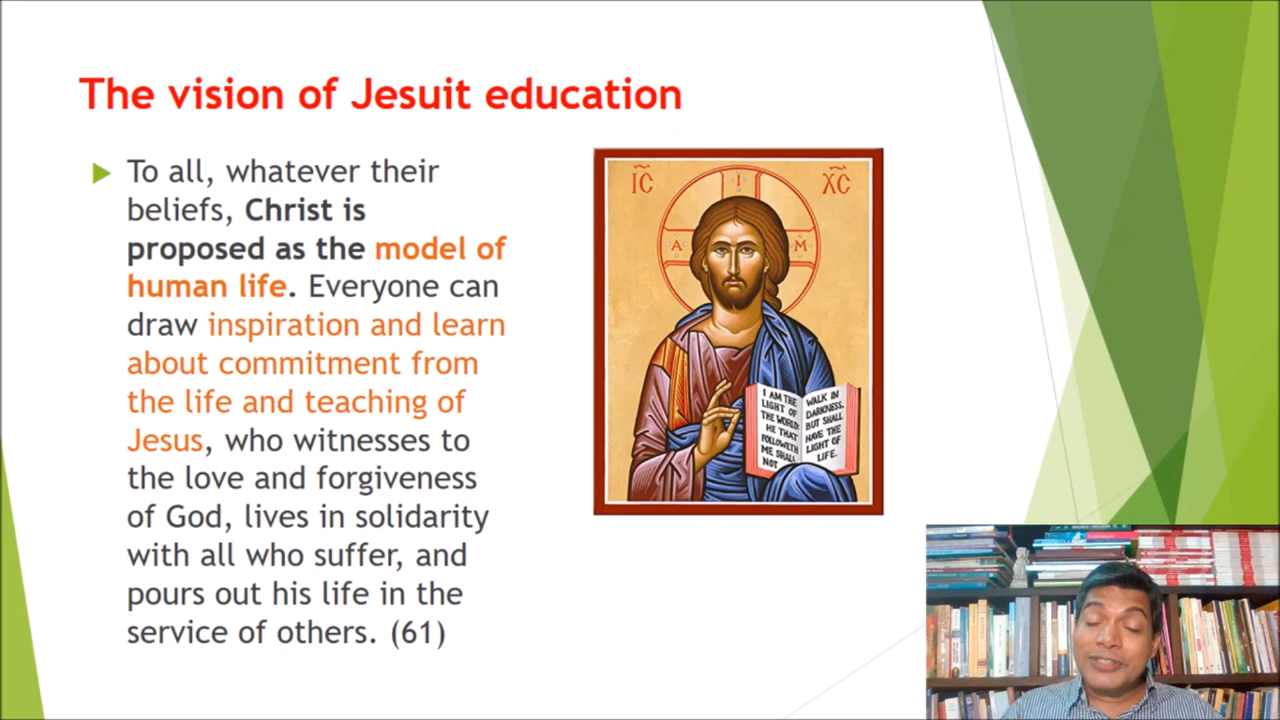 The vision of Jesuit education
To all, whatever their
beliefs, Christ is
proposed as the model of
human life. Everyone can
draw inspiration and learn
about commitment from
the life and teaching of
Jesus, who witnesses to
the love and forgiveness
of God, lives in solidarity
with all who suffer, and
pours out his life in the
service of others. (61)
IC
I
XC
A
M
I AM THE
LIGHT OF
THE WORLD:
HE THAT
FOLLOWETH
ME SHALL
NOT
WALK IN
DARKNESS,
BUT SHALL
HAVE THE
LIGHT OF
LIFE.